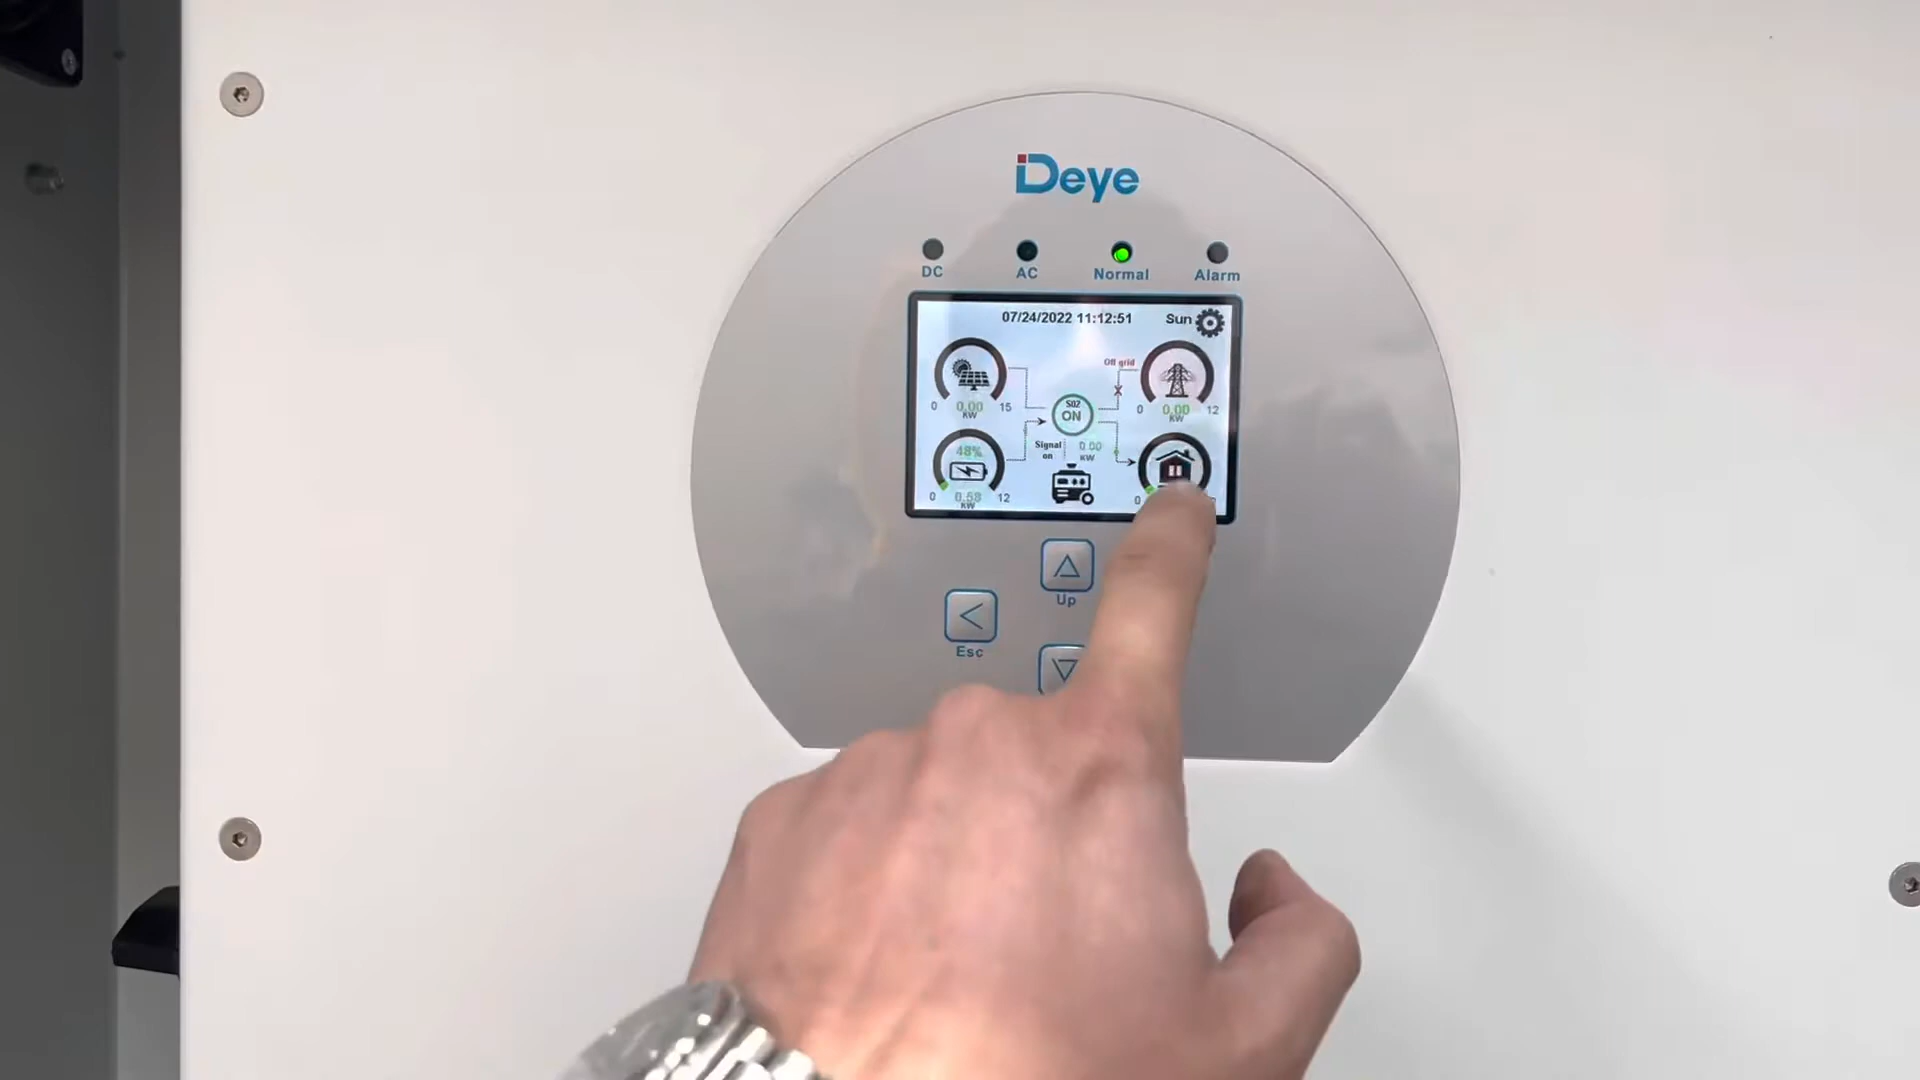 Deye
DC AC Normal Alarm
07/24/2022 11:12:51 Sun
Off grid
0 0.00 15
KW
S02
ON
0 0.00 12
KW
48%
Signal
on
0.00
KW
0 0.58 12
KW
0
Up
Esc